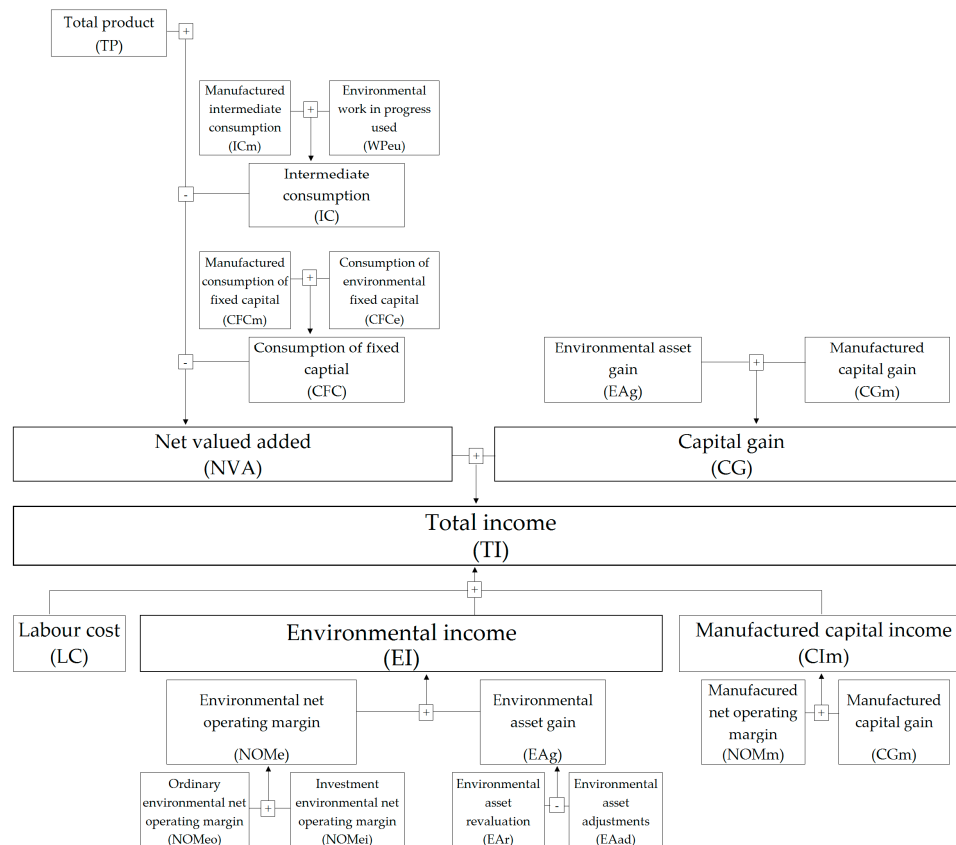 Total product
(TP)
+
Manufactured
intermediate
consumption
(ICm)
+
Environmental
work in progress
used
(WPeu)
-
Intermediate
consumption
(IC)
Manufactured
consumption of
fixed capital
(CFCm)
+
Consumption of
environmental
fixed capital
(CFCe)
-
Consumption of fixed
captial
(CFC)
Environmental asset
gain
(EAg)
+
Manufactured
capital gain
(CGm)
Net valued added
(NVA)
+
Capital gain
(CG)
Total income
(TI)
+
Labour cost
(LC)
Environmental income
(EI)
Manufactured capital income
(CIm)
Environmental net
operating margin
(NOMe)
+
Environmental
asset gain
(EAg)
Manufacured
net operating
margin
(NOMm)
+
Manufactured
capital gain
(CGm)
Ordinary
environmental net
operating margin
(NOMeo)
+
Investment
environmental net
operating margin
(NOMei)
Environmental
asset
revaluation
(EAr)
-
Environmental
asset
adjustments
(EAad)